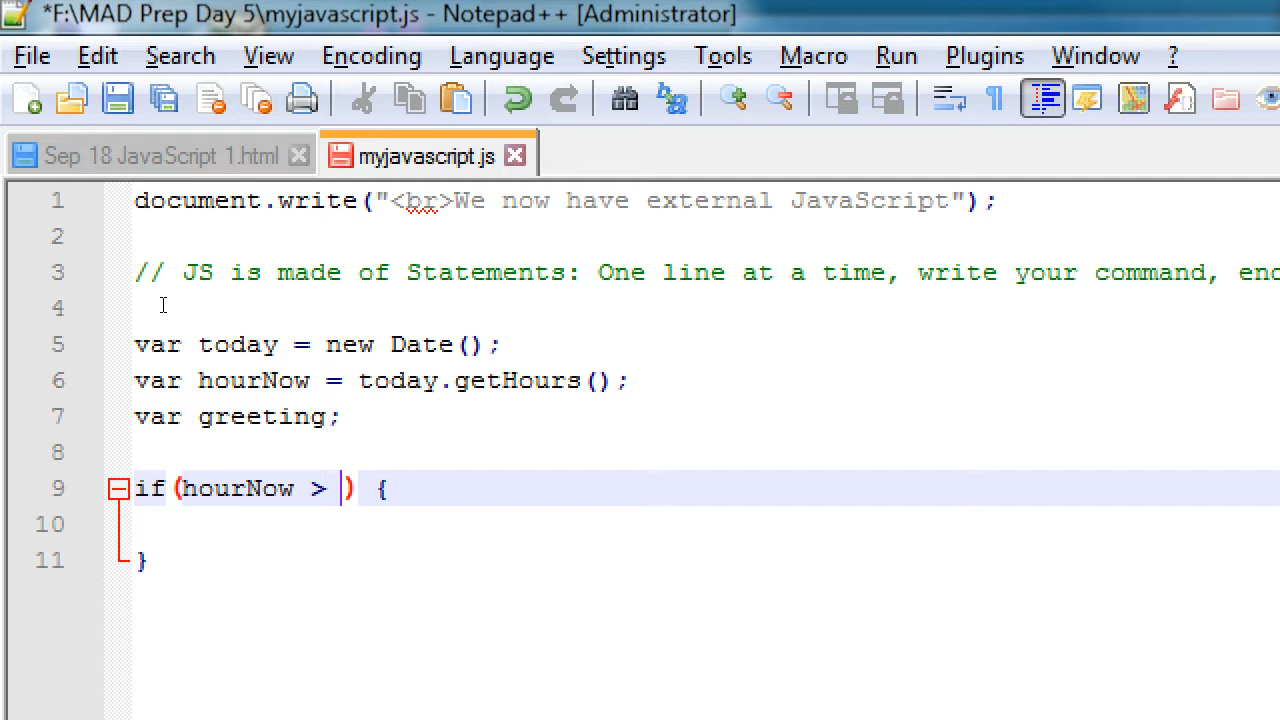 *F:\MAD Prep Day 5\myjavascript.js - Notepad++ [Administrator]
File Edit Search View Encoding Language Settings Tools Macro Run Plugins Window ?
Sep 18 JavaScript 1.html myjavascript.js
1 document.write("<br>We now have external JavaScript");
2
3 // JS is made of Statements: One line at a time, write your command, end
4
5 var today = new Date();
6 var hourNow = today.getHours();
7 var greeting;
8
9 if(hourNow > ) {
10
11 }